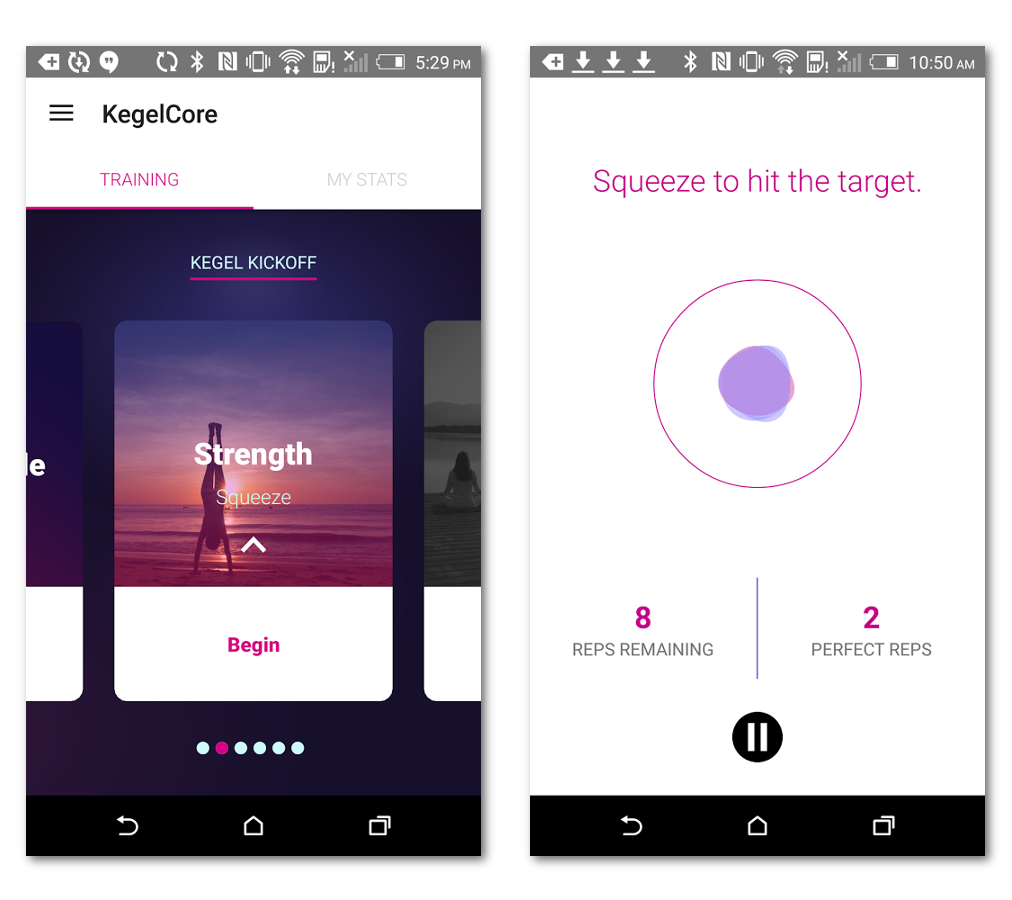 5:29 PM
KegelCore
TRAINING
MY STATS
KEGEL KICKOFF
le
Strength
Squeeze
Begin
10:50 AM
Squeeze to hit the target.
8
REPS REMAINING
2
PERFECT REPS